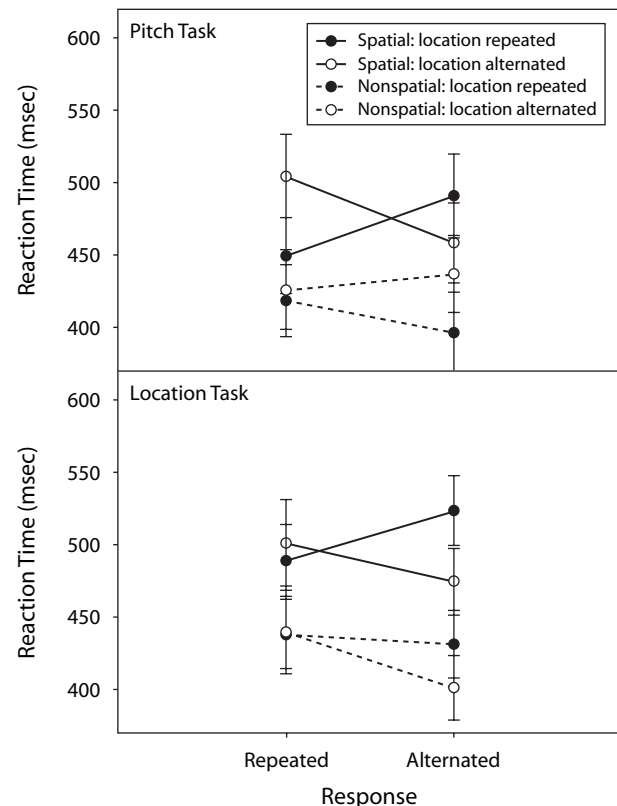 Pitch Task
Spatial: location repeated
Spatial: location alternated
Nonspatial: location repeated
Nonspatial: location alternated
Reaction Time (msec)
600
550
500
450
400
Location Task
Reaction Time (msec)
600
550
500
450
400
Repeated Alternated
Response